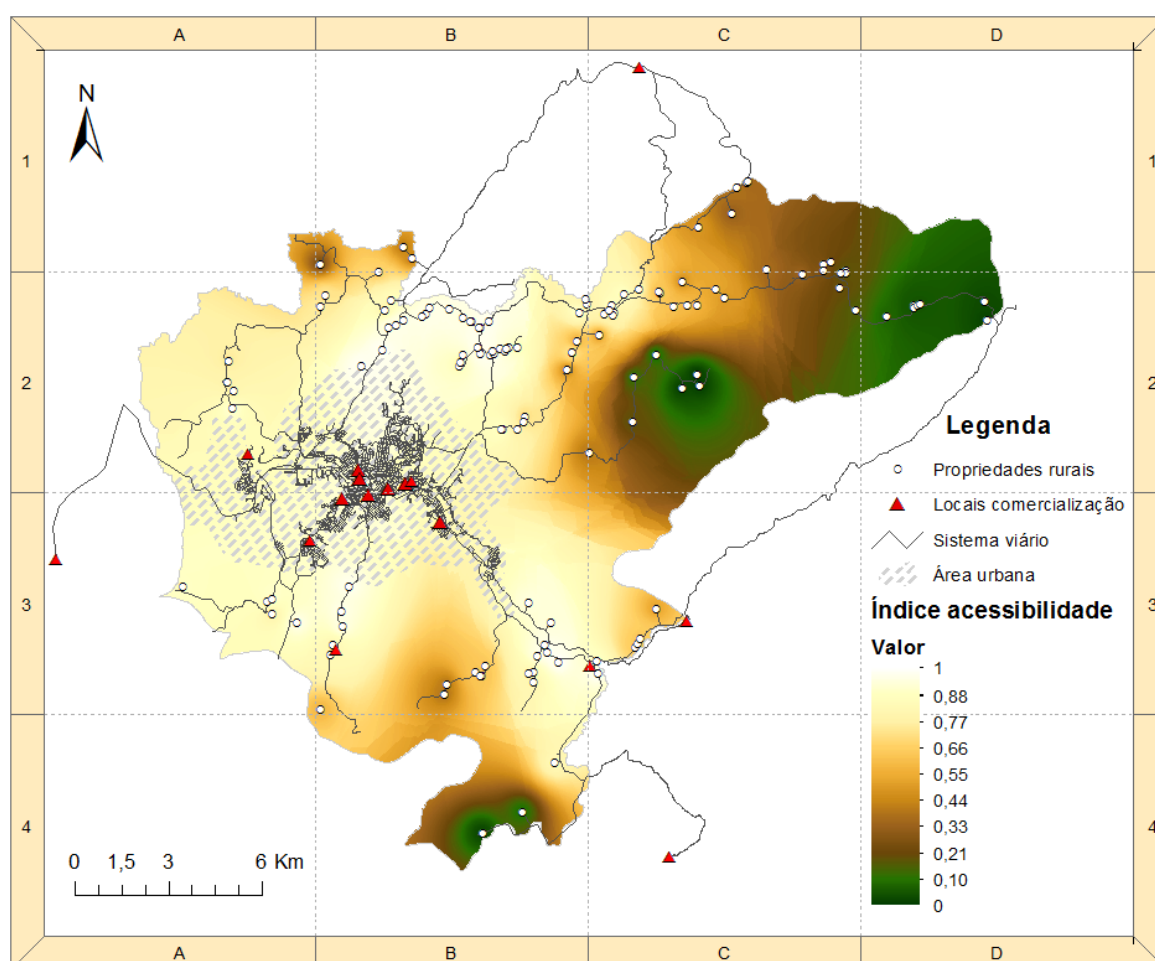 A B C D
N
1 1
2 2
Legenda
Propriedades rurais
Locais comercialização
Sistema viário
Área urbana
3 3
Índice acessibilidade
Valor
1
0,88
0,77
0,66
0,55
0,44
0,33
0,21
0,10
0
4 4
0 1,5 3 6 Km
A B C D